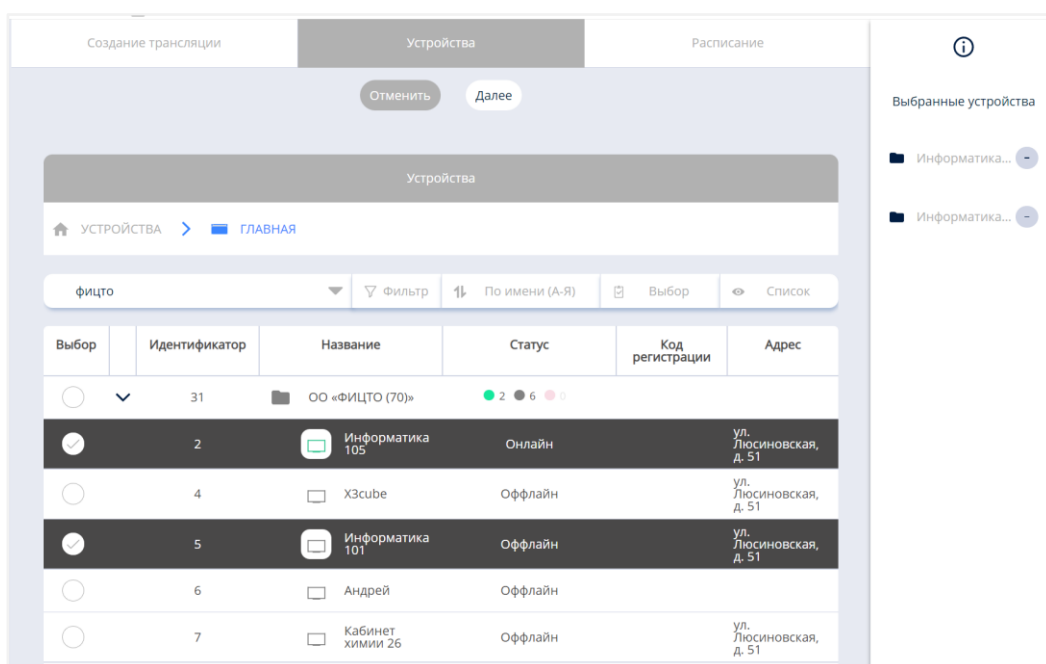 Создание трансляции
Устройства
Расписание
Отменить
Далее
Выбранные устройства
Информатика... -
Информатика... -
Устройства
УСТРОЙСТВА > ГЛАВНАЯ
фицто
Фильтр
По имени (А-Я)
Выбор
Список
Выбор
Идентификатор
Название
Статус
Код
регистрации
Адрес
31
ОО «ФИЦТО (70)»
2 6 0
2
Информатика
105
Онлайн
ул.
Люсиновская,
д. 51
4
X3cube
Оффлайн
ул.
Люсиновская,
д. 51
5
Информатика
101
Оффлайн
ул.
Люсиновская,
д. 51
6
Андрей
Оффлайн
7
Кабинет
химии 26
Оффлайн
ул.
Люсиновская,
д. 51